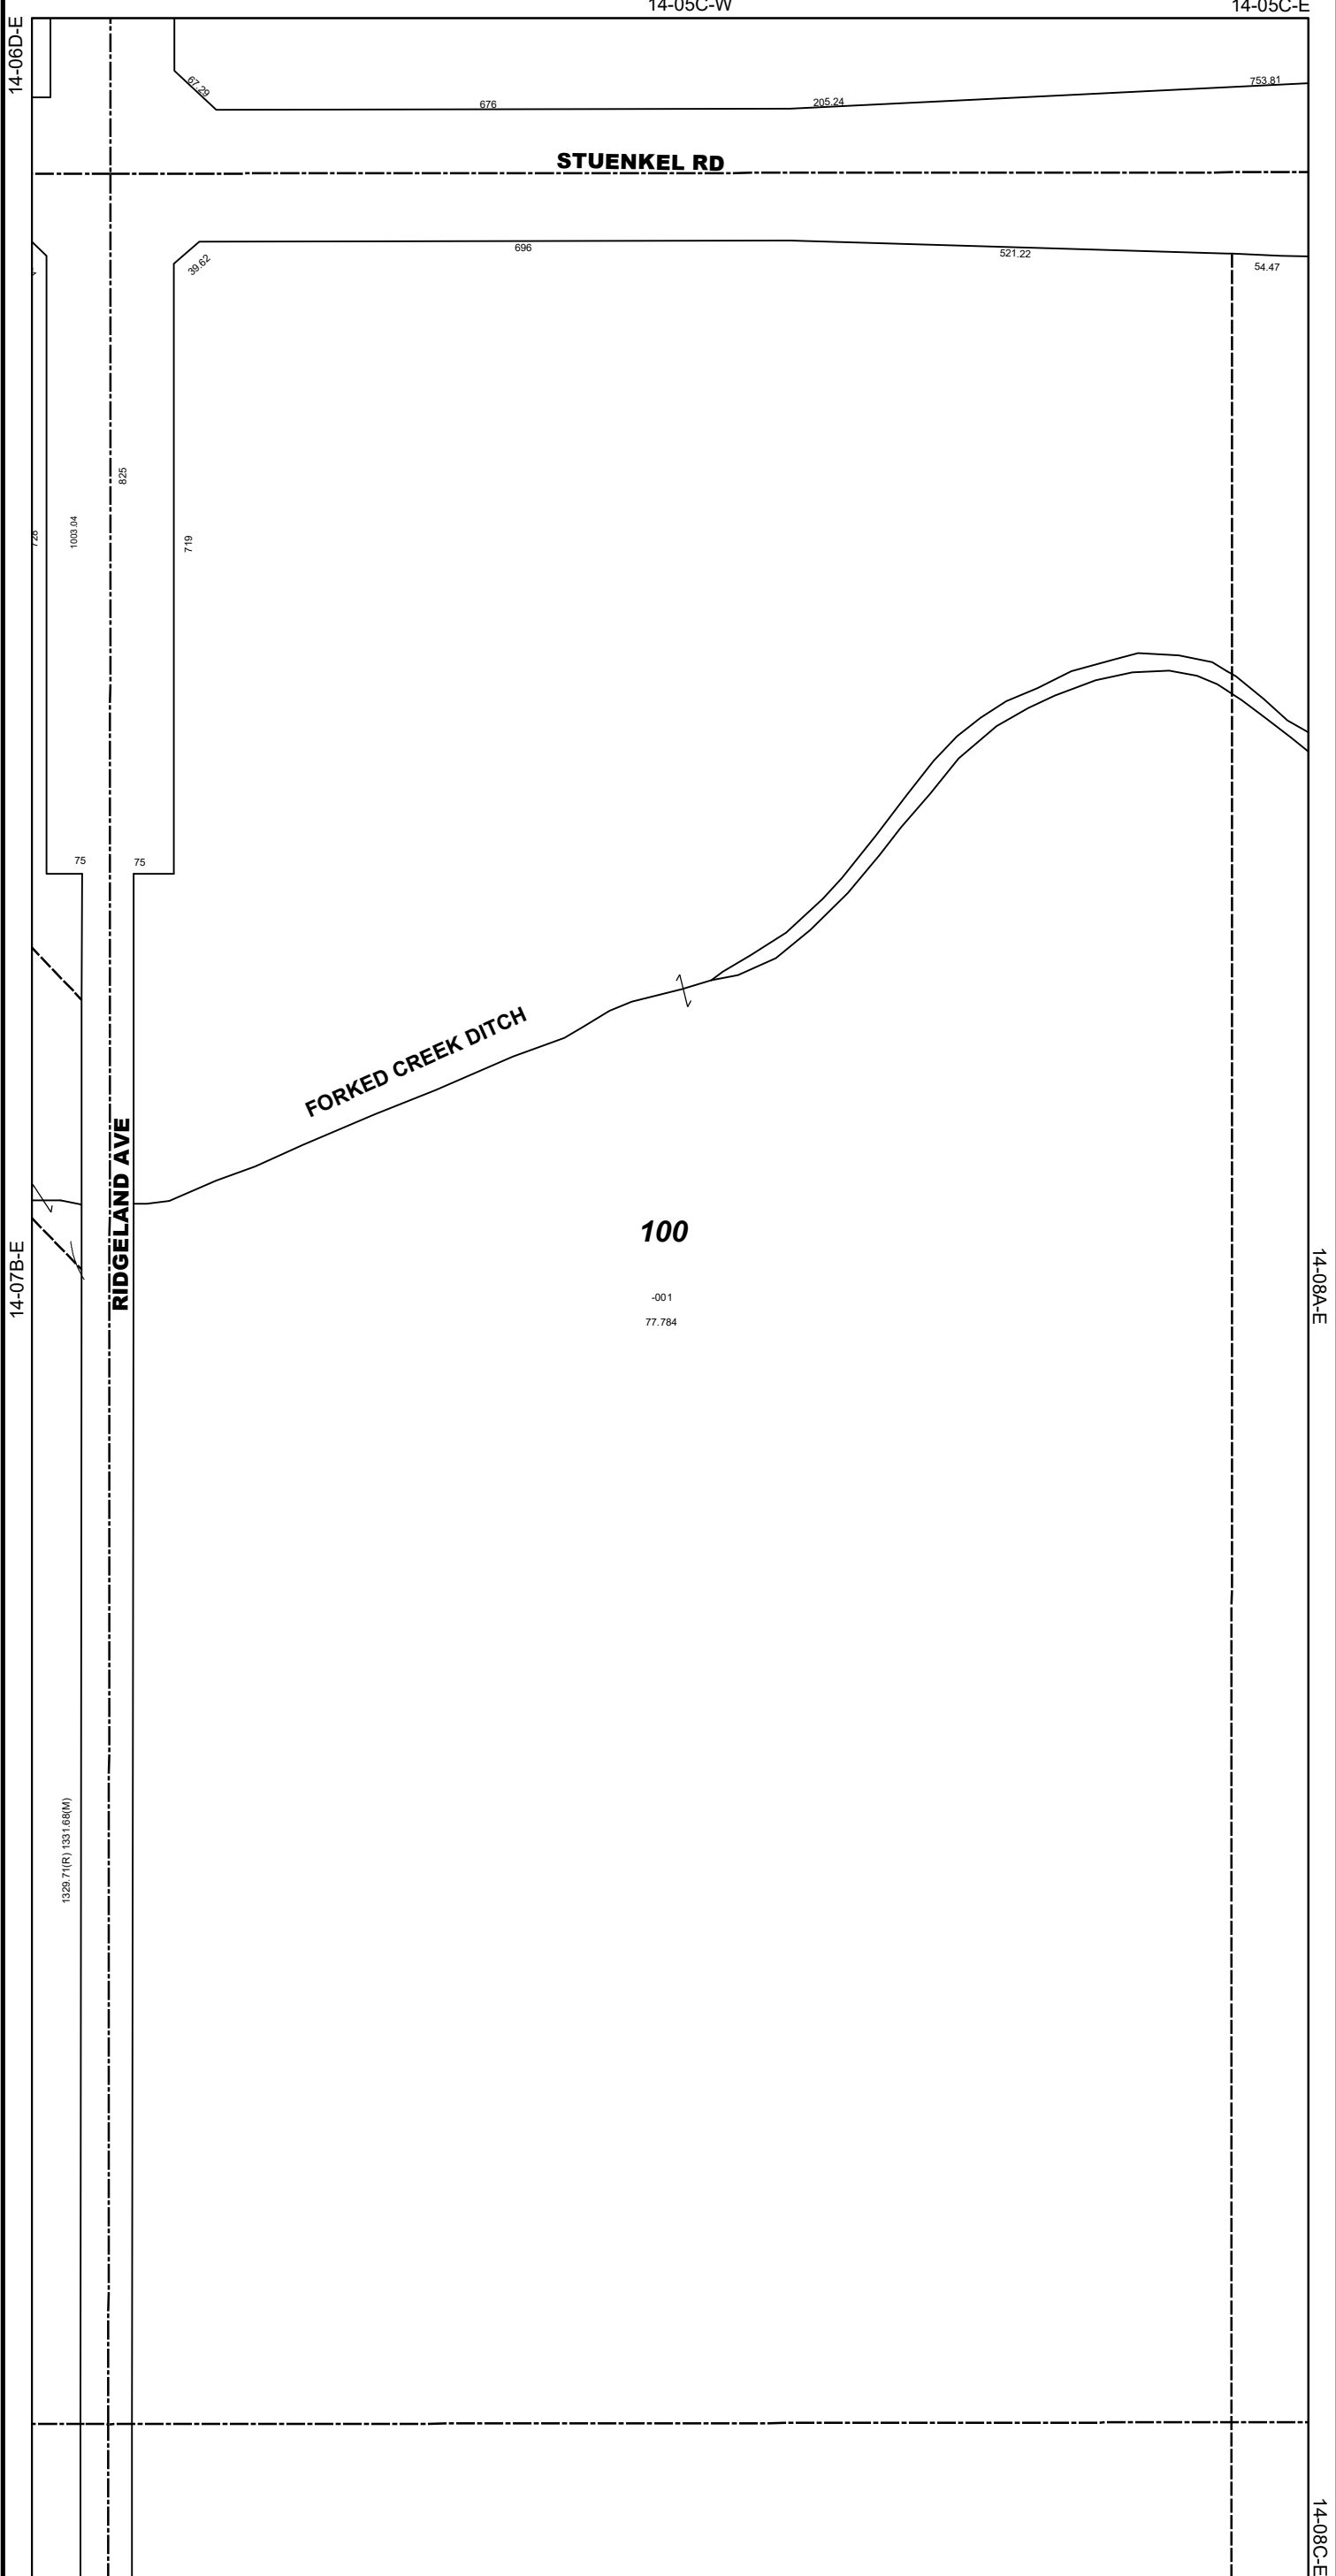 14-05C-W
14-05C-E
14-06D-E
67.29
676
205.24
753.81
STUENKEL RD
39.62
696
521.22
54.47
825
1003.04
719
75
75
FORKED CREEK DITCH
RIDGELAND AVE
100
-001
77.784
14-07B-E
14-08A-E
1329.71(R) 1331.68(M)
14-08C-E